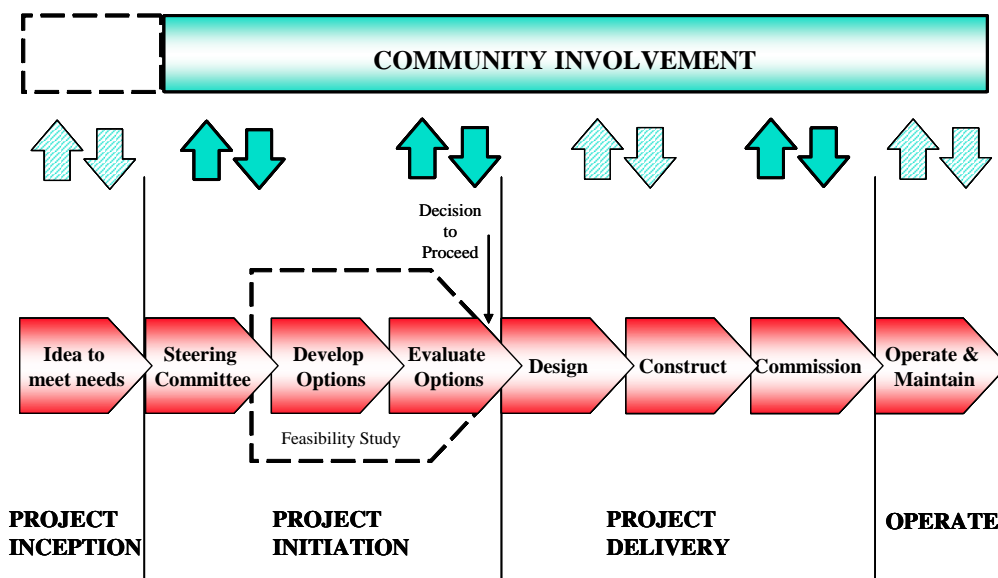 COMMUNITY INVOLVEMENT
Decision
to
Proceed
Idea to
meet needs
Steering
Committee
Develop
Options
Evaluate
Options
Design
Construct
Commission
Operate &
Maintain
Feasibility Study
PROJECT
INCEPTION
PROJECT
INITIATION
PROJECT
DELIVERY
OPERATE